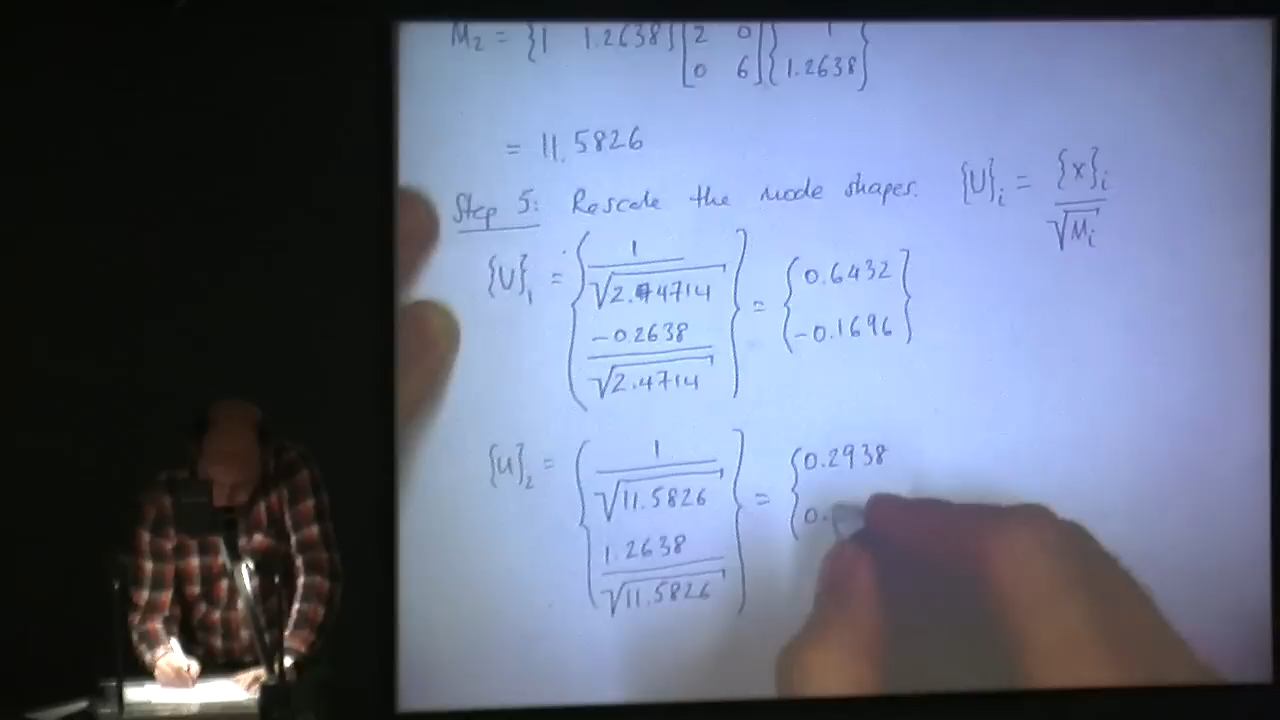 M₂ = {1 1.2638} [2 0
0 6] {1
1.2638}
= 11.5826
Step 5: Rescale the mode shapes. {U}ᵢ = {x}ᵢ / √Mᵢ
{U}₁ = { 1 / √2.4714
-0.2638 / √2.4714 } = { 0.6432
-0.1696 }
{U}₂ = { 1 / √11.5826
1.2638 / √11.5826 } = { 0.2938
0.